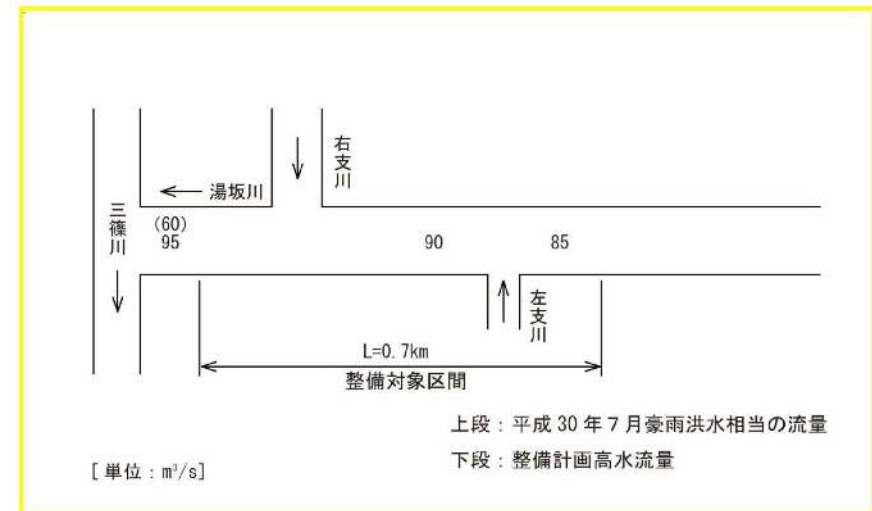 右支川
湯坂川
三篠川
(60)
95
90
85
左支川
L=0.7km
整備対象区間
上段：平成30年7月豪雨洪水相当の流量
下段：整備計画高水流量
[単位：m³/s]